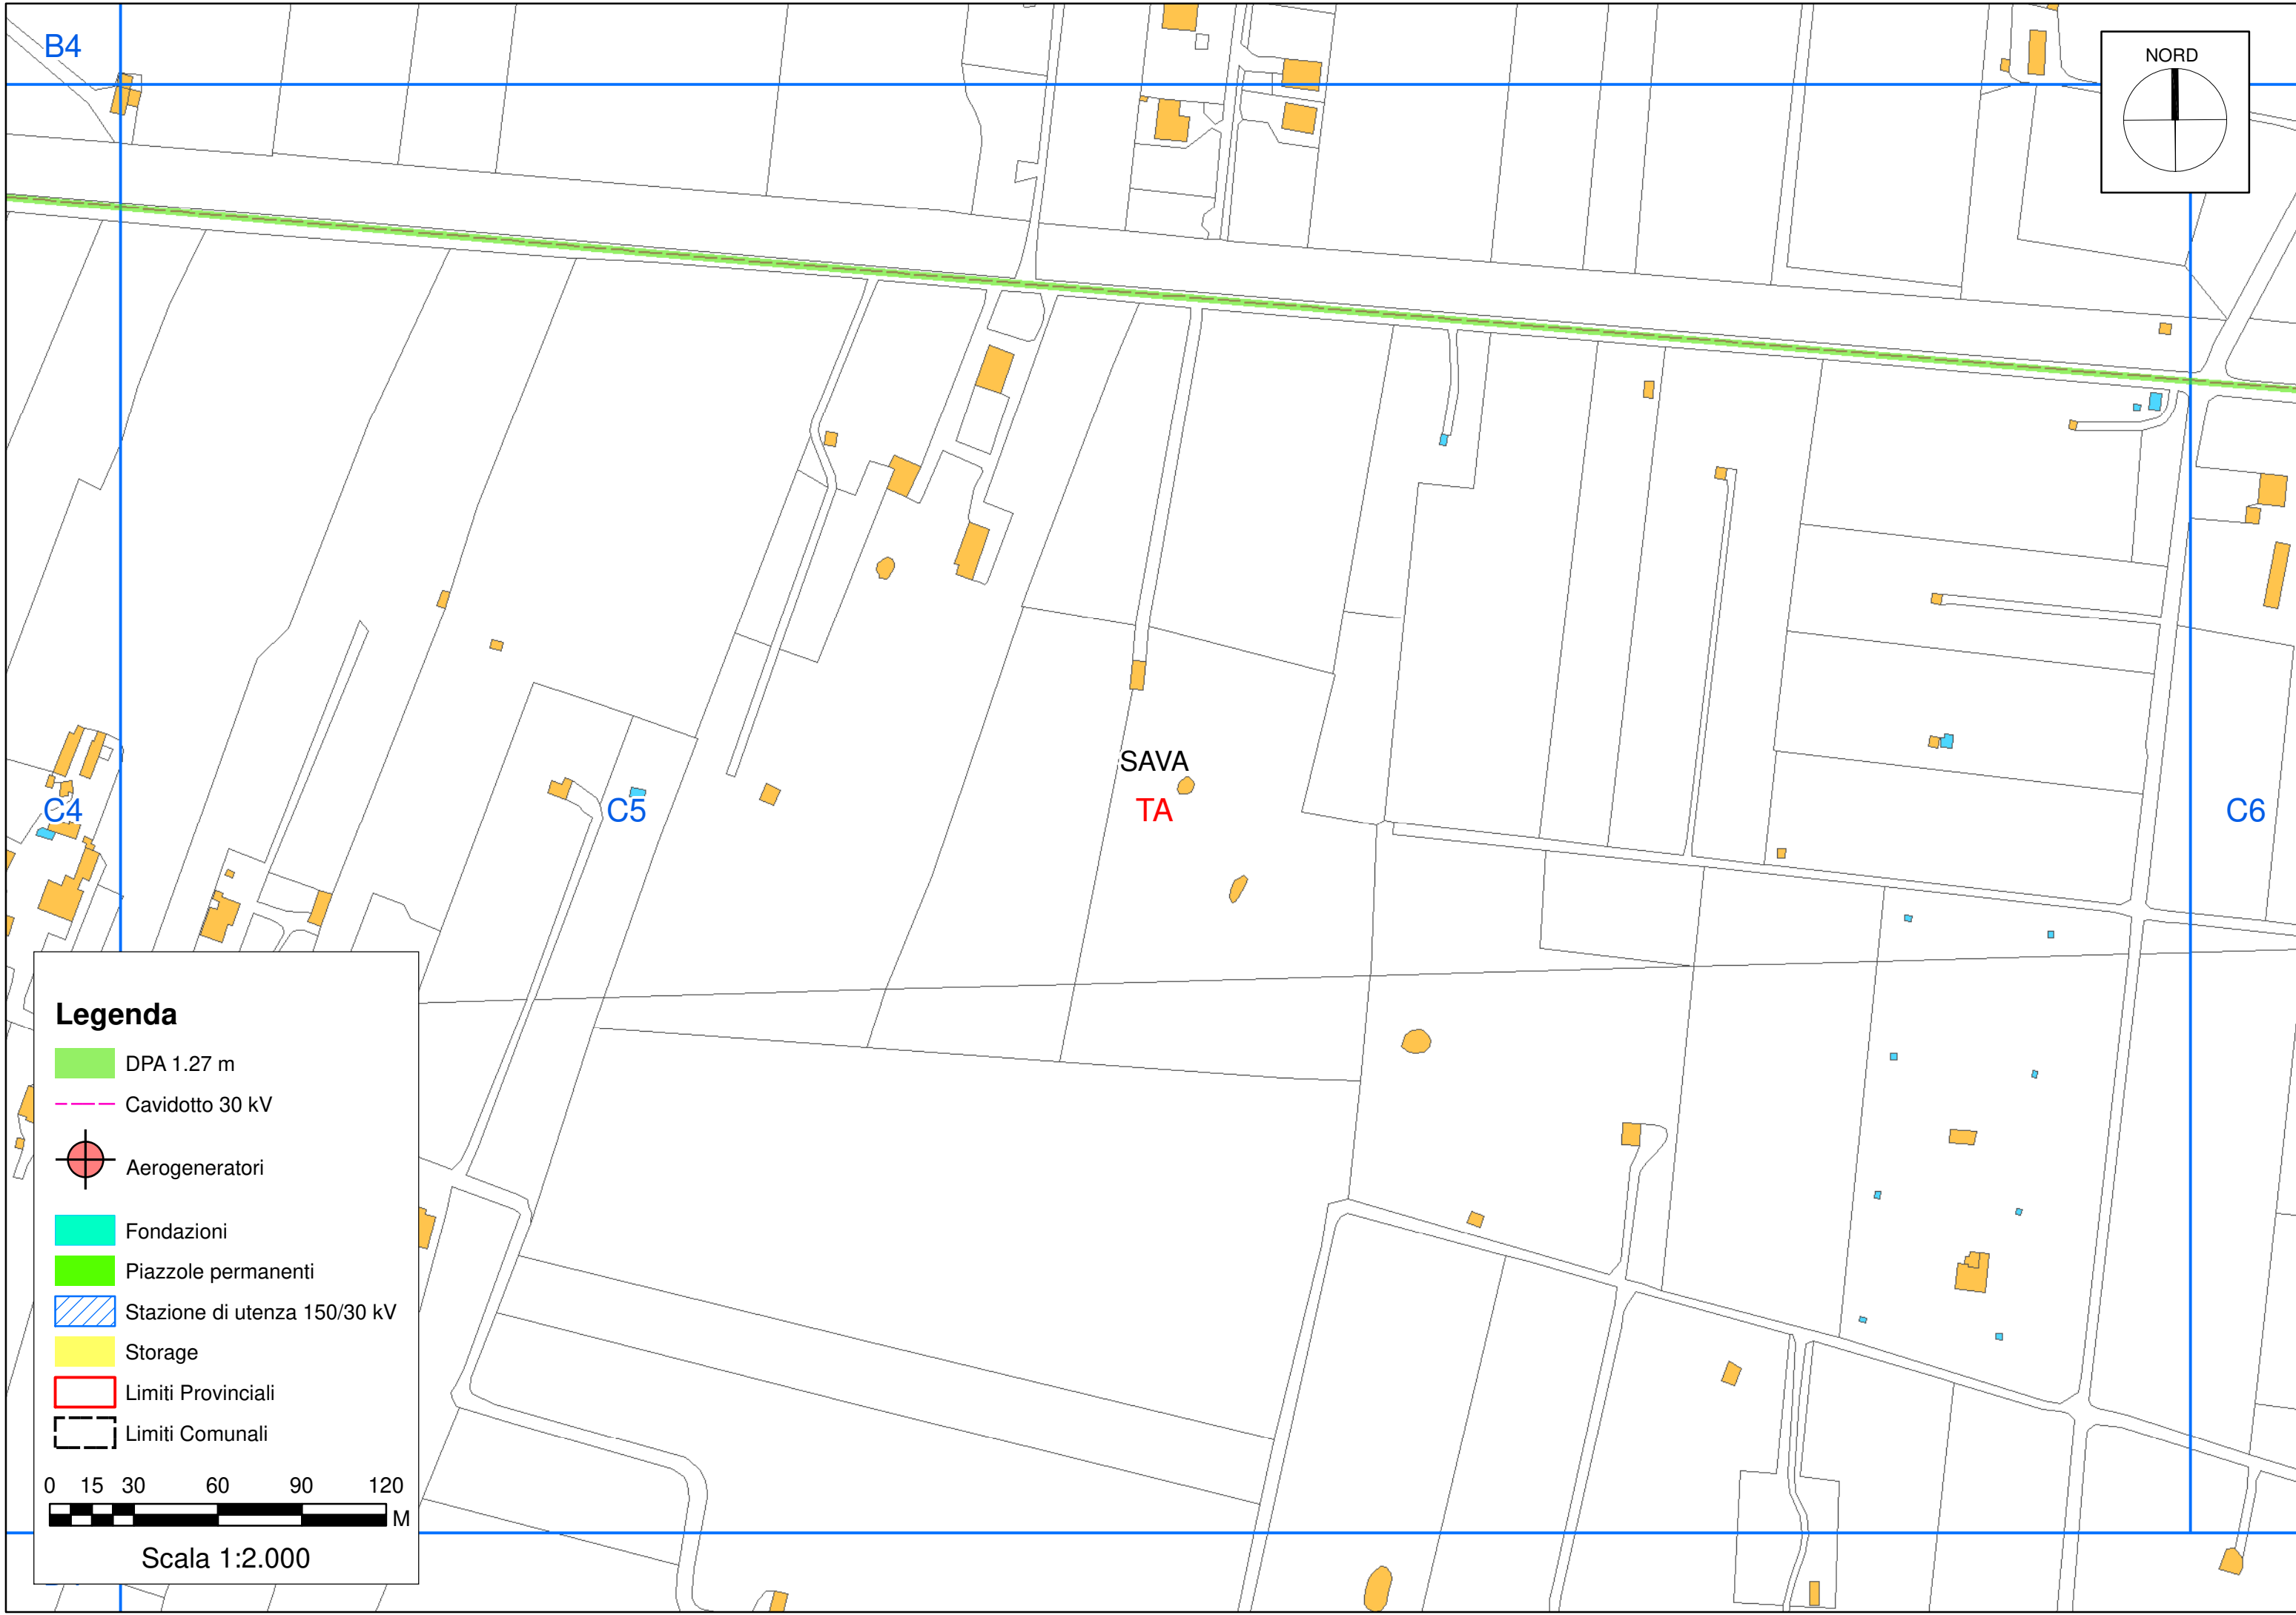 B4
NORD
SAVA
TA
C4
C5
C6
Legenda
DPA 1.27 m
Cavidotto 30 kV
Aerogeneratori
Fondazioni
Piazzole permanenti
Stazione di utenza 150/30 kV
Storage
Limiti Provinciali
Limiti Comunali
0 15 30 60 90 120
M
Scala 1:2.000